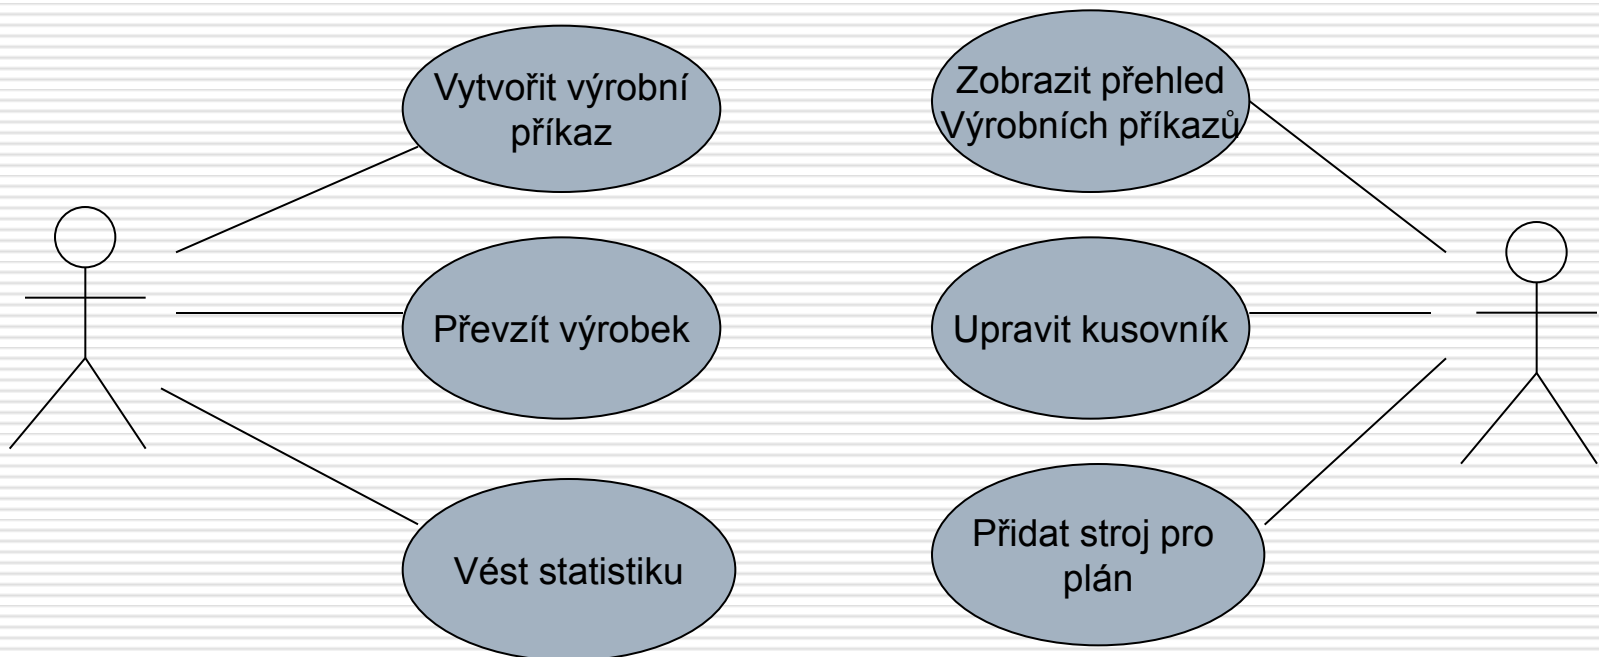 Vytvořit výrobní
příkaz
Zobrazit přehled
Výrobních příkazů
Převzít výrobek
Upravit kusovník
Vést statistiku
Přidat stroj pro
plán